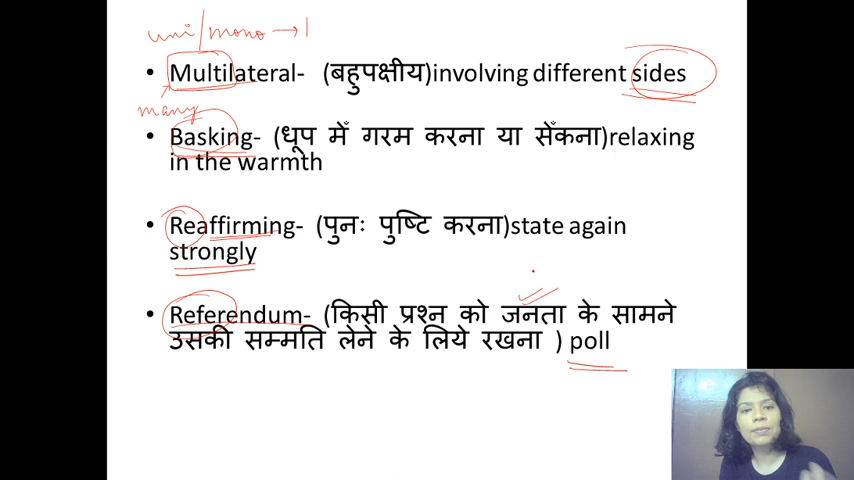 uni/mono → 1
• Multilateral- (बहुपक्षीय)involving different sides
many
• Basking- (धूप में गरम करना या सेंकना)relaxing
in the warmth
• Reaffirming- (पुनः पुष्टि करना)state again
strongly
• Referendum- (किसी प्रश्न को जनता के सामने
उसकी सम्मति लेने के लिये रखना ) poll